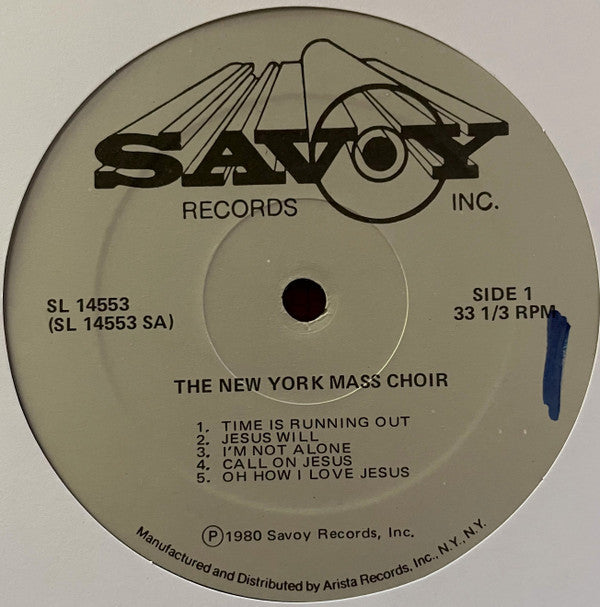 SAVOY
RECORDS INC.
SL 14553
(SL 14553 SA)
SIDE 1
33 1/3 RPM
THE NEW YORK MASS CHOIR
1. TIME IS RUNNING OUT
2. JESUS WILL
3. I'M NOT ALONE
4. CALL ON JESUS
5. OH HOW I LOVE JESUS
Ⓟ1980 Savoy Records, Inc.
Manufactured and Distributed by Arista Records, Inc., N.Y., N.Y.